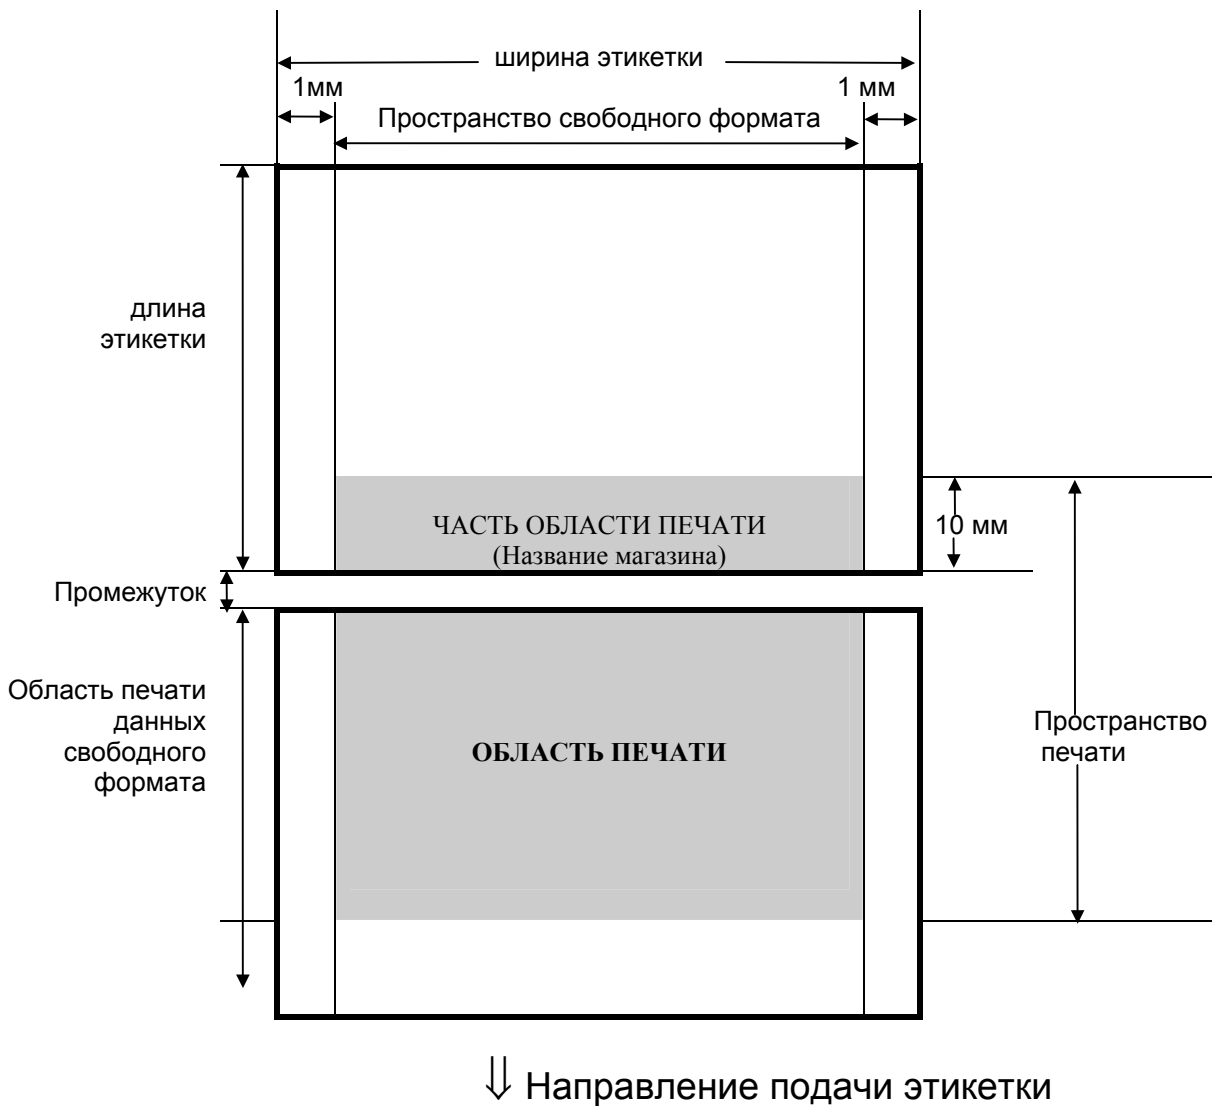 ширина этикетки
1мм
1 мм
Пространство свободного формата
длина
этикетки
ЧАСТЬ ОБЛАСТИ ПЕЧАТИ
(Название магазина)
10 мм
Промежуток
Область печати
данных
свободного
формата
ОБЛАСТЬ ПЕЧАТИ
Пространство
печати
⇓ Направление подачи этикетки